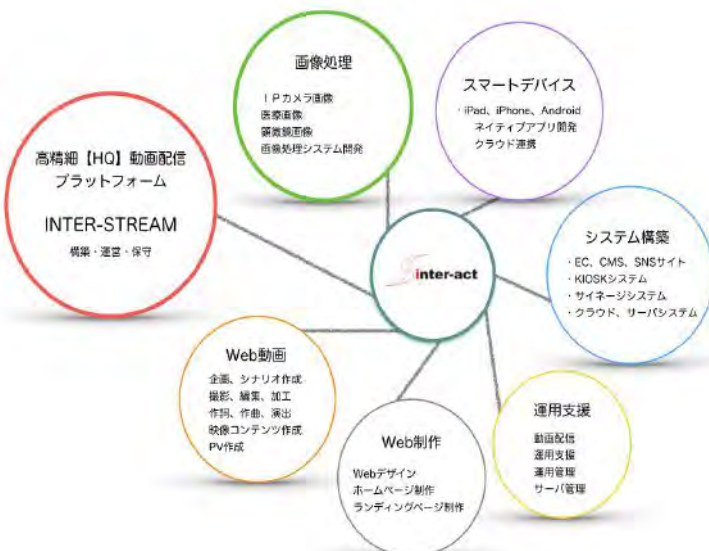 画像処理
IPカメラ画像
医療画像
顕微鏡画像
画像処理システム開発
スマートデバイス
・iPad、iPhone、Android
ネイティブアプリ開発
クラウド連携
高精細【HQ】動画配信
プラットフォーム
INTER-STREAM
構築・運営・保守
inter-act
システム構築
・EC、CMS、SNSサイト
・KIOSKシステム
・サイネージシステム
・クラウド、サーバシステム
Web動画
企画、シナリオ作成
撮影、編集、加工
作詞、作曲、演出
映像コンテンツ作成
PV作成
Web制作
Webデザイン
ホームページ制作
ランディングページ制作
運用支援
動画配信
運用支援
運用管理
サーバ管理